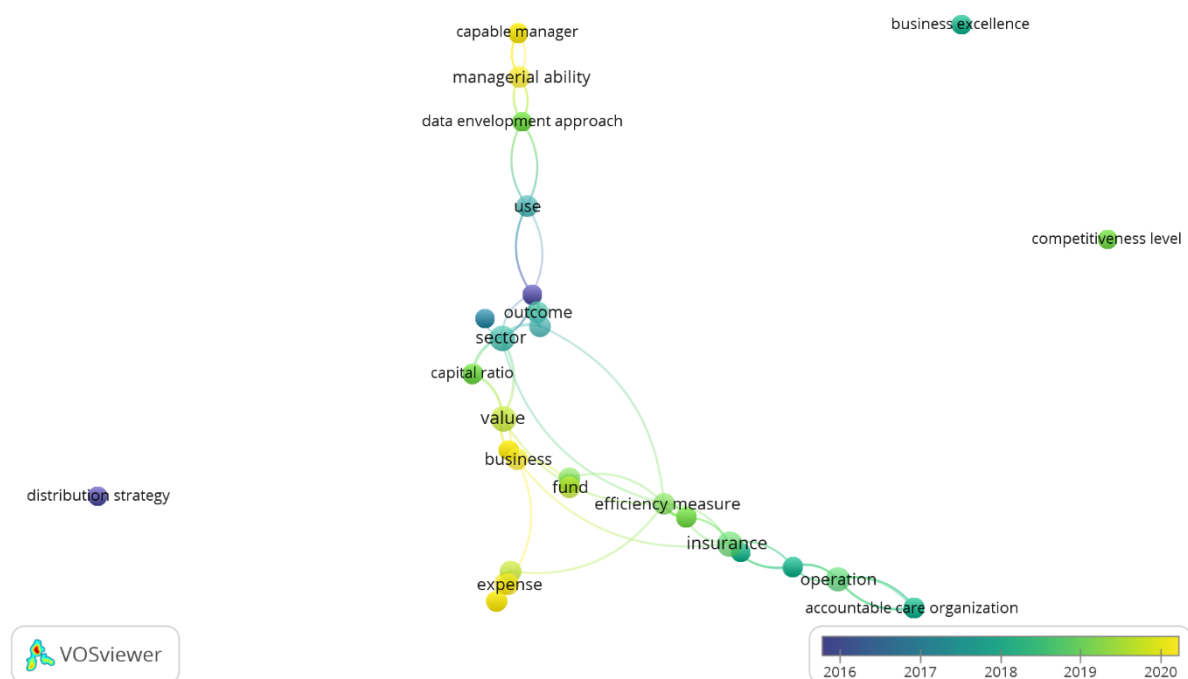 capable manager
business excellence
managerial ability
data envelopment approach
use
competitiveness level
outcome
sector
capital ratio
value
business
fund
distribution strategy
efficiency measure
insurance
operation
expense
accountable care organization
VOSviewer
2016 2017 2018 2019 2020